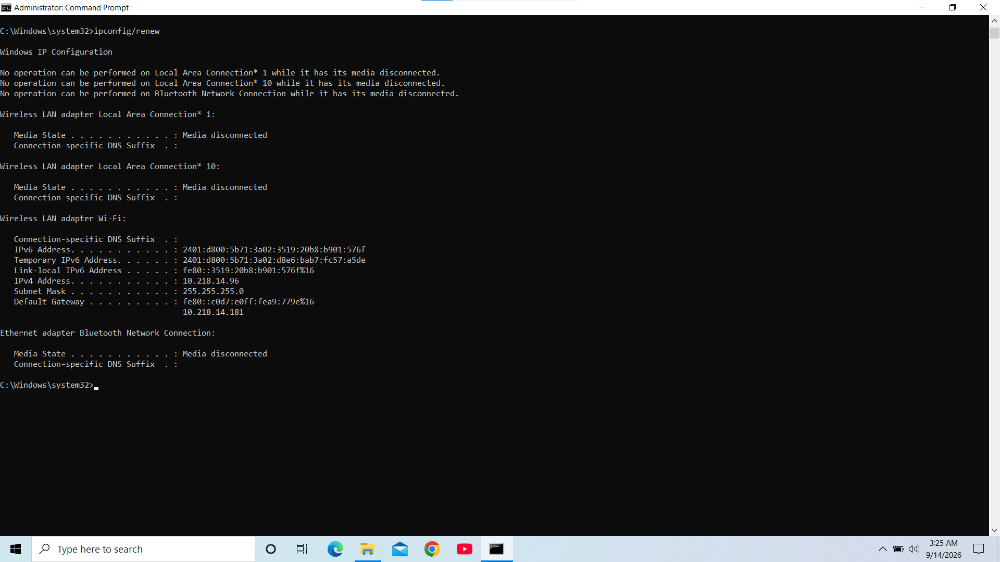 Administrator: Command Prompt
C:\Windows\system32>ipconfig/renew
Windows IP Configuration
No operation can be performed on Local Area Connection* 1 while it has its media disconnected.
No operation can be performed on Local Area Connection* 10 while it has its media disconnected.
No operation can be performed on Bluetooth Network Connection while it has its media disconnected.
Wireless LAN adapter Local Area Connection* 1:
Media State . . . . . . . . . . . : Media disconnected
Connection-specific DNS Suffix  . :
Wireless LAN adapter Local Area Connection* 10:
Media State . . . . . . . . . . . : Media disconnected
Connection-specific DNS Suffix  . :
Wireless LAN adapter Wi-Fi:
Connection-specific DNS Suffix  . :
IPv6 Address. . . . . . . . . . . : 2401:d800:5b71:3a02:3519:20b8:b901:576f
Temporary IPv6 Address. . . . . . : 2401:d800:5b71:3a02:d8e6:bab7:fc57:a5de
Link-local IPv6 Address . . . . . : fe80::3519:20b8:b901:576f%16
IPv4 Address. . . . . . . . . . . : 10.218.14.96
Subnet Mask . . . . . . . . . . . : 255.255.255.0
Default Gateway . . . . . . . . . : fe80::c0d7:e0ff:fea9:779e%16
10.218.14.181
Ethernet adapter Bluetooth Network Connection:
Media State . . . . . . . . . . . : Media disconnected
Connection-specific DNS Suffix  . :
C:\Windows\system32>
Type here to search
3:25 AM
9/14/2026